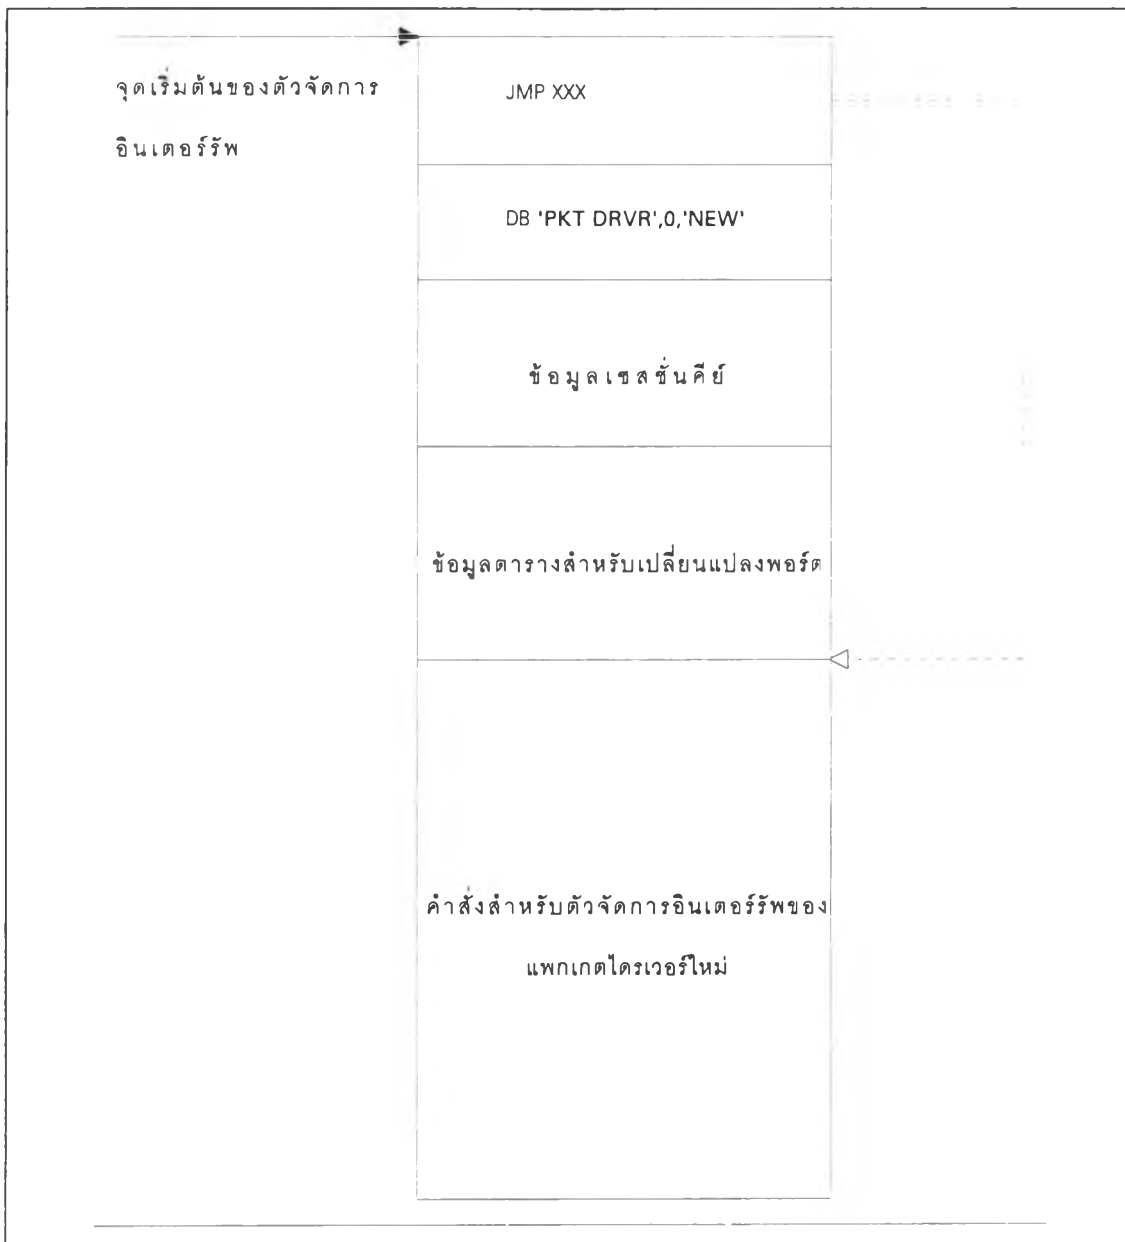 จุดเริ่มต้นของตัวจัดการ
อินเตอร์รัพ
JMP XXX
DB 'PKT DRVR',0,'NEW'
ข้อมูลเซสชั่นคีย์
ข้อมูลตารางสำหรับเปลี่ยนแปลงพอร์ต
คำสั่งสำหรับตัวจัดการอินเตอร์รัพของ
แพกเกตไดรเวอร์ใหม่